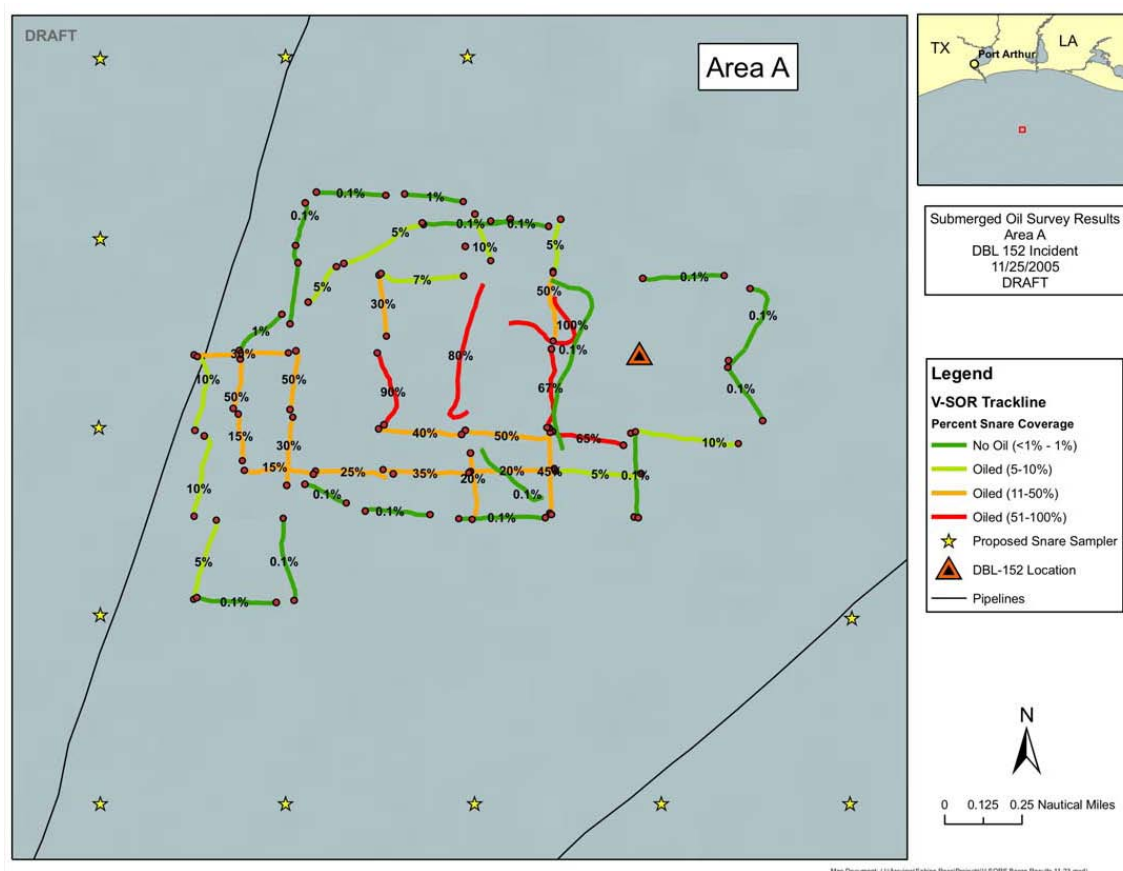 DRAFT
Area A
TX
LA
Port Arthur
Submerged Oil Survey Results
Area A
DBL 152 Incident
11/25/2005
DRAFT
Legend
V-SOR Trackline
Percent Snare Coverage
No Oil (<1% - 1%)
Oiled (5-10%)
Oiled (11-50%)
Oiled (51-100%)
Proposed Snare Sampler
DBL-152 Location
Pipelines
N
0 0.125 0.25 Nautical Miles
0.1%
1%
0.1%
5%
0.1%
0.1%
10%
5%
5%
7%
50%
0.1%
30%
0.1%
1%
100%
0.1%
30%
80%
10%
50%
90%
67%
0.1%
50%
15%
30%
40%
50%
65%
10%
15%
25%
35%
20%
45%
5%
20%
0.1%
10%
0.1%
0.1%
0.1%
0.1%
5%
0.1%
0.1%